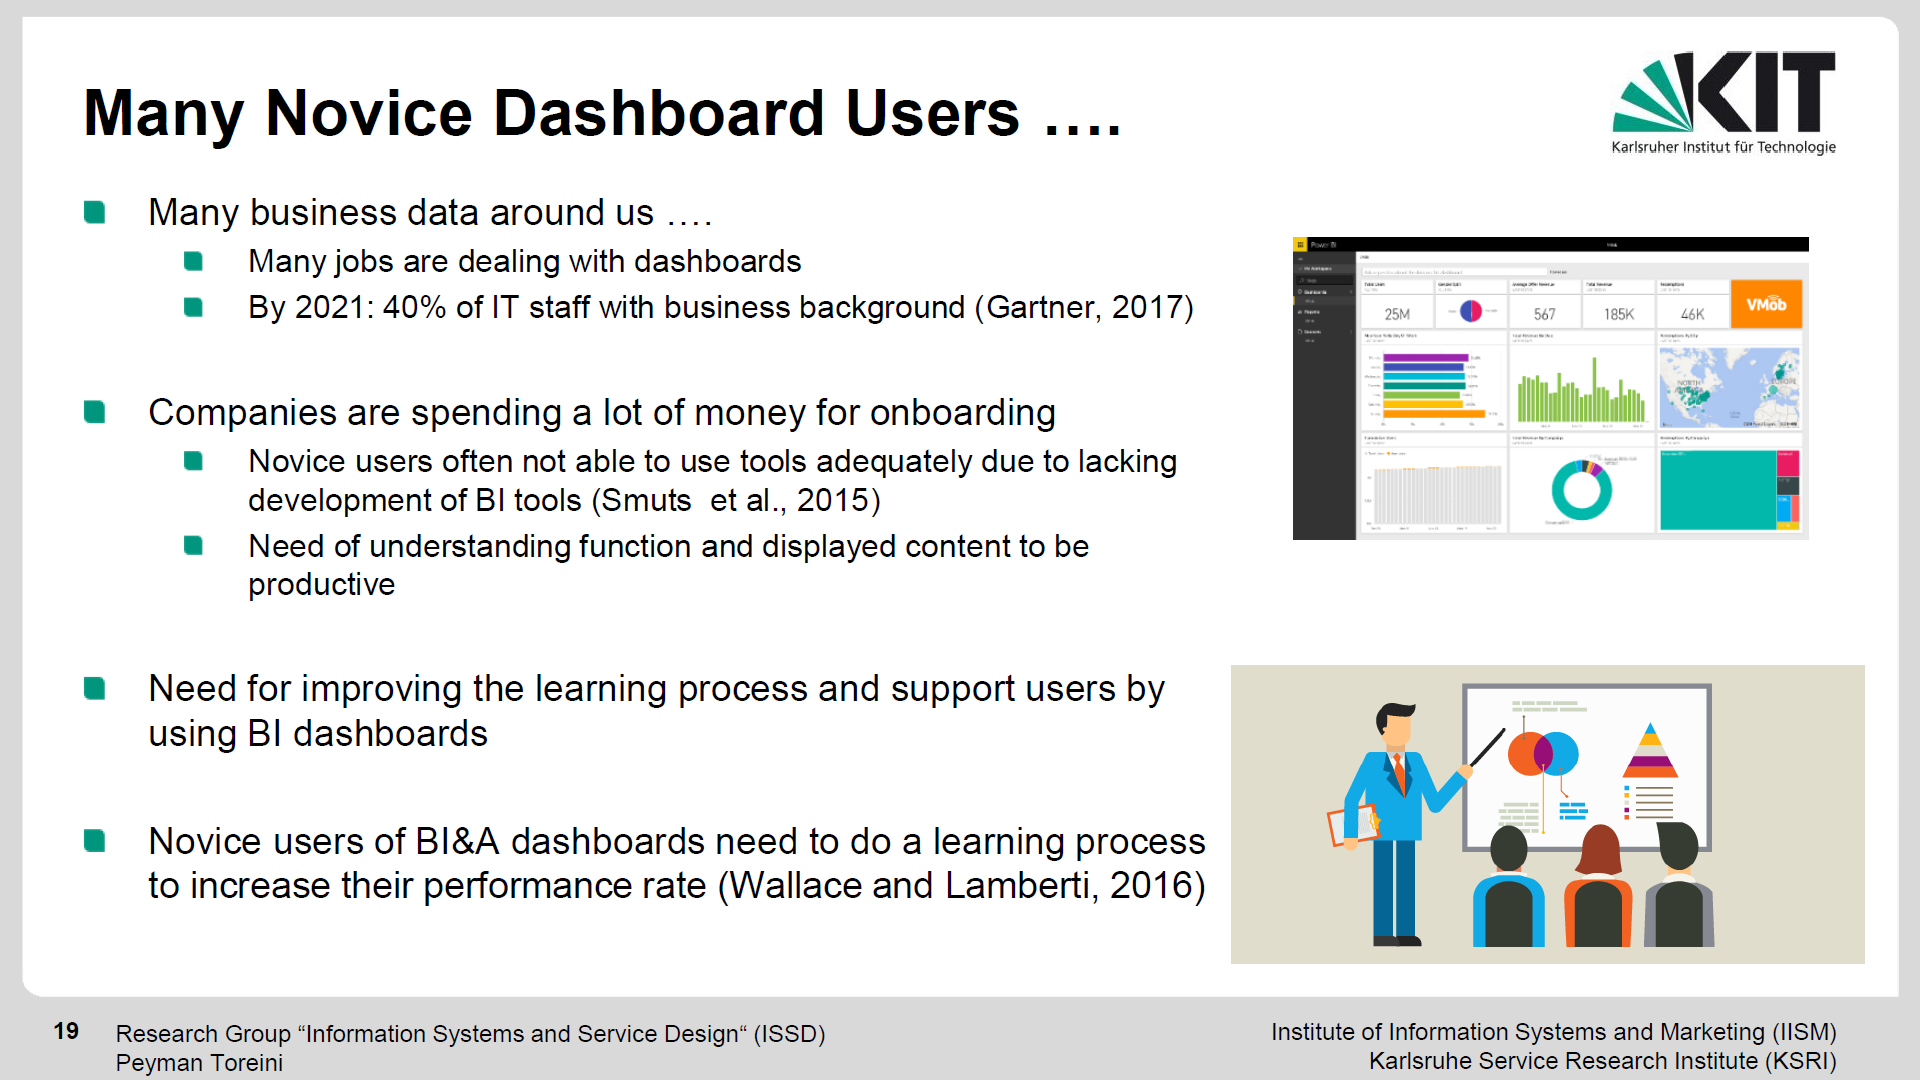 Many Novice Dashboard Users ....
KIT
Karlsruher Institut für Technologie
Many business data around us ....
Many jobs are dealing with dashboards
By 2021: 40% of IT staff with business background (Gartner, 2017)
Companies are spending a lot of money for onboarding
Novice users often not able to use tools adequately due to lacking
development of BI tools (Smuts  et al., 2015)
Need of understanding function and displayed content to be
productive
Need for improving the learning process and support users by
using BI dashboards
Novice users of BI&A dashboards need to do a learning process
to increase their performance rate (Wallace and Lamberti, 2016)
Power BI
25M
567
185K
46K
VMob
NORTH
EUROPE
19
Research Group “Information Systems and Service Design“ (ISSD)
Peyman Toreini
Institute of Information Systems and Marketing (IISM)
Karlsruhe Service Research Institute (KSRI)